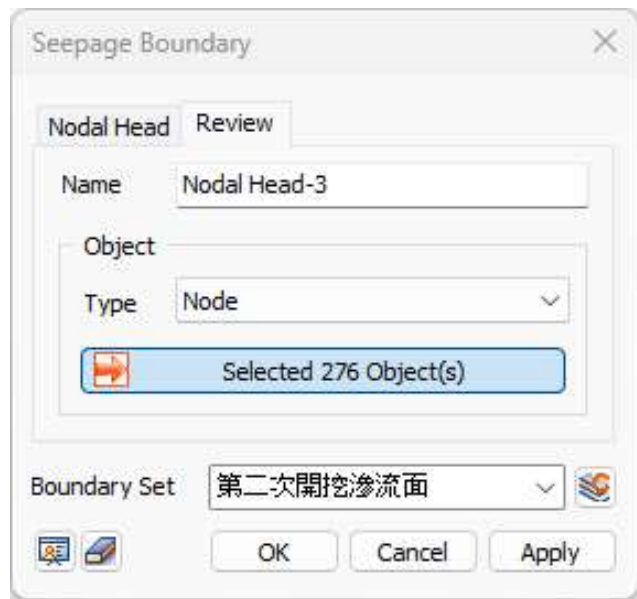 Seepage Boundary
Nodal Head Review
Name Nodal Head-3
Object
Type Node
Selected 276 Object(s)
Boundary Set 第二次開挖滲流面
OK Cancel Apply